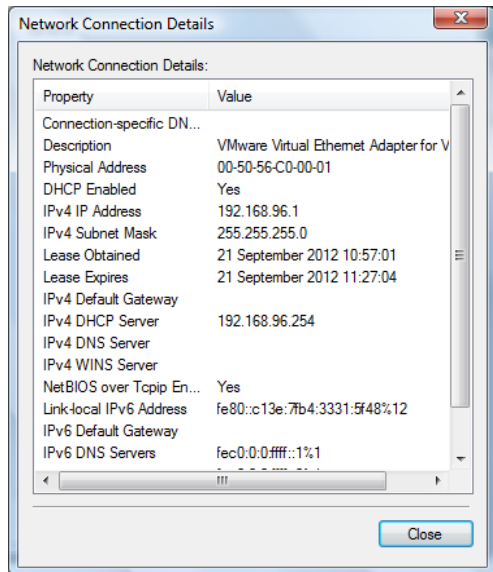 Network Connection Details
Network Connection Details:
Property Value
Connection-specific DN...
Description VMware Virtual Ethernet Adapter for V
Physical Address 00-50-56-C0-00-01
DHCP Enabled Yes
IPv4 IP Address 192.168.96.1
IPv4 Subnet Mask 255.255.255.0
Lease Obtained 21 September 2012 10:57:01
Lease Expires 21 September 2012 11:27:04
IPv4 Default Gateway
IPv4 DHCP Server 192.168.96.254
IPv4 DNS Server
IPv4 WINS Server
NetBIOS over Tcpip En... Yes
Link-local IPv6 Address fe80::c13e:7fb4:3331:5f48%12
IPv6 Default Gateway
IPv6 DNS Servers fec0:0:0:ffff::1%1
Close